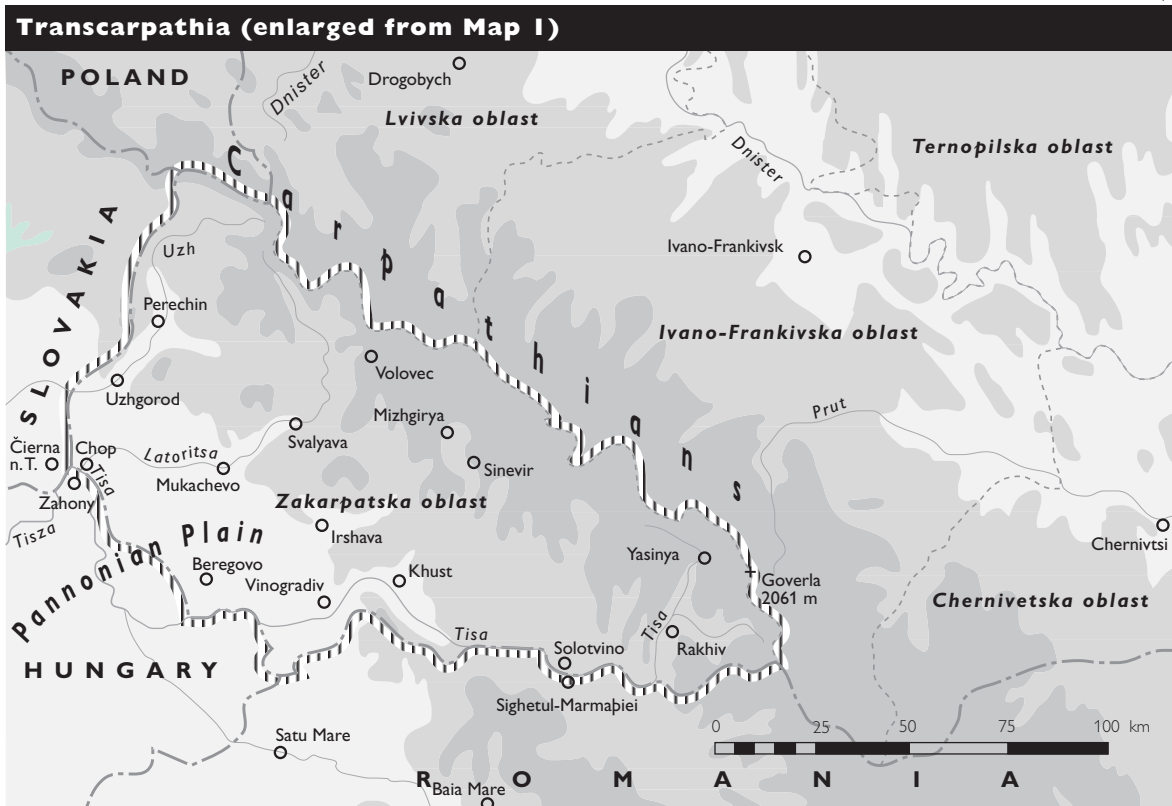 Transcarpathia (enlarged from Map 1)
POLAND
Drogobych
Dnister
Lvivska oblast
Ternopilska oblast
Dnister
Carpathians
SLOVAKIA
Uzh
Ivano-Frankivsk
Perechin
Ivano-Frankivska oblast
Volovec
Uzhgorod
Mizhgirya
Prut
Svalyava
Čierna
n.T.
Chop
Latoritsa
Sinevir
Mukachevo
Tisa
Zahony
Zakarpatska oblast
Tisza
Irshava
Pannonian Plain
Chernivtsi
Yasinya
Beregovo
Khust
Vinogradiv
Goverla
2061 m
Chernivetska oblast
Tisa
Tisa
Rakhiv
Solotvino
HUNGARY
Sighetul-Marmaþiei
0 25 50 75 100 km
Satu Mare
ROMANIA
Baia Mare